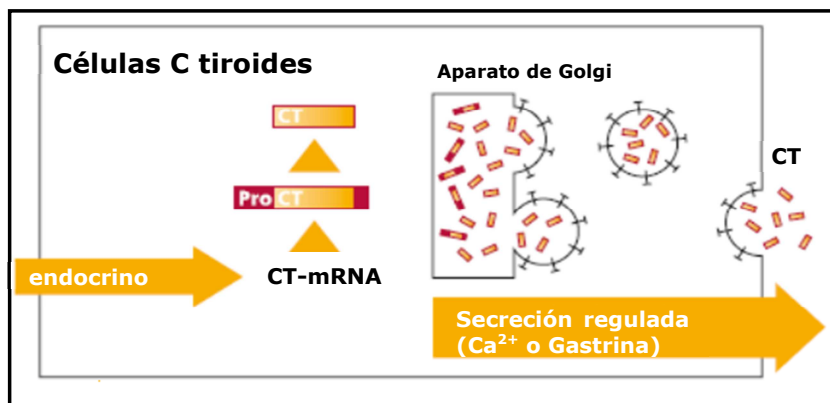 Células C tiroides
Aparato de Golgi
CT
CT
Pro CT
endocrino
CT-mRNA
Secreción regulada
(Ca²⁺ o Gastrina)